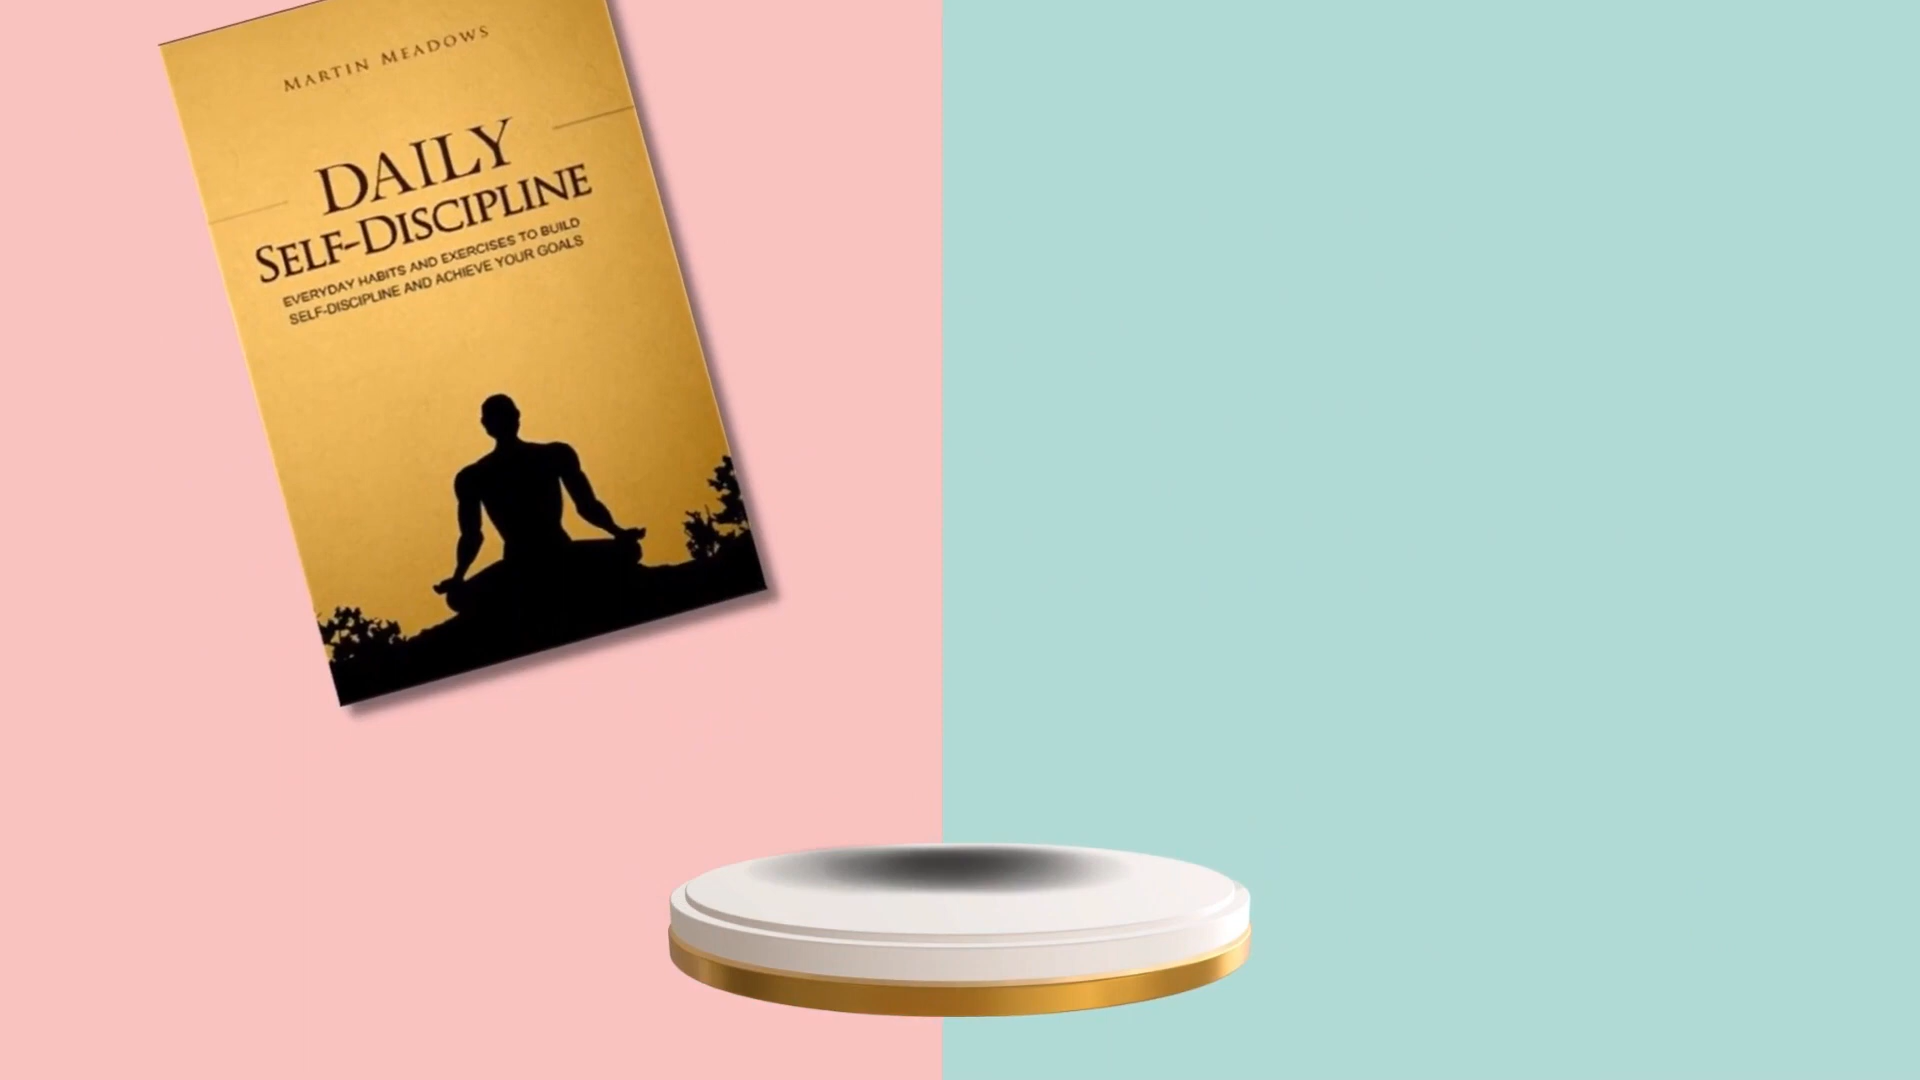 MARTIN MEADOWS
DAILY
SELF-DISCIPLINE
EVERYDAY HABITS AND EXERCISES TO BUILD
SELF-DISCIPLINE AND ACHIEVE YOUR GOALS